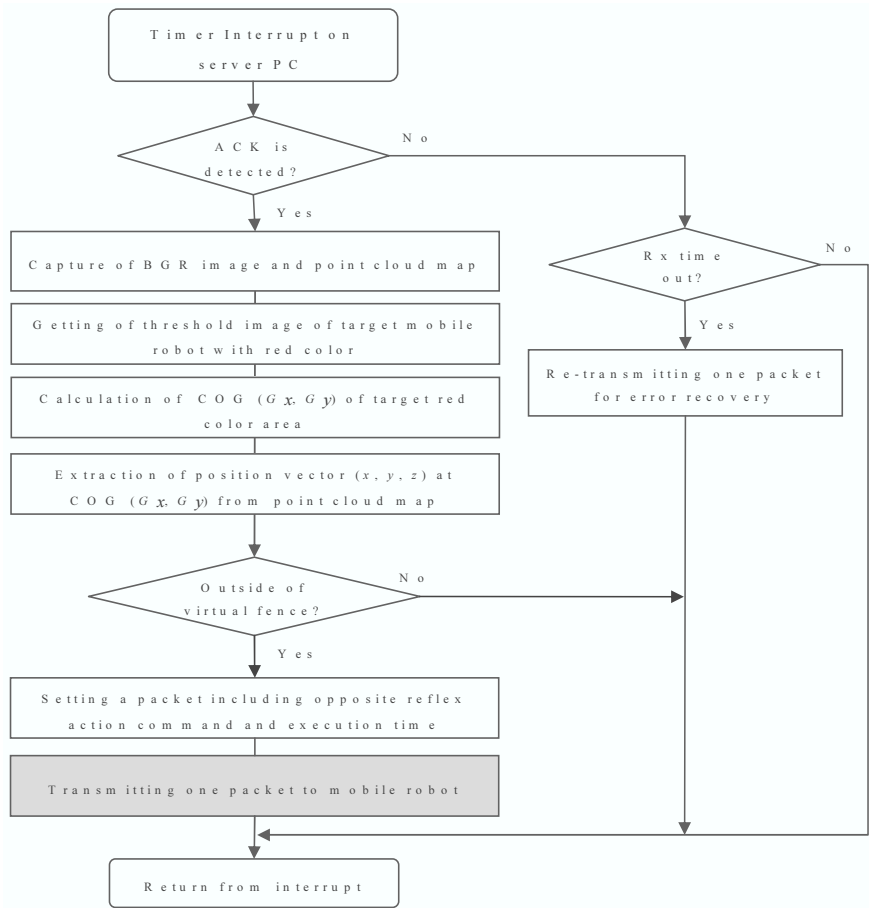 Timer Interrupt on
server PC
ACK is
detected?
No
Yes
Capture of BGR image and point cloud map
Rx time
out?
No
Yes
Getting of threshold image of target mobile
robot with red color
Re-transmitting one packet
for error recovery
Calculation of COG (Gx, Gy) of target red
color area
Extraction of position vector (x, y, z) at
COG (Gx, Gy) from point cloud map
Outside of
virtual fence?
No
Yes
Setting a packet including opposite reflex
action command and execution time
Transmitting one packet to mobile robot
Return from interrupt